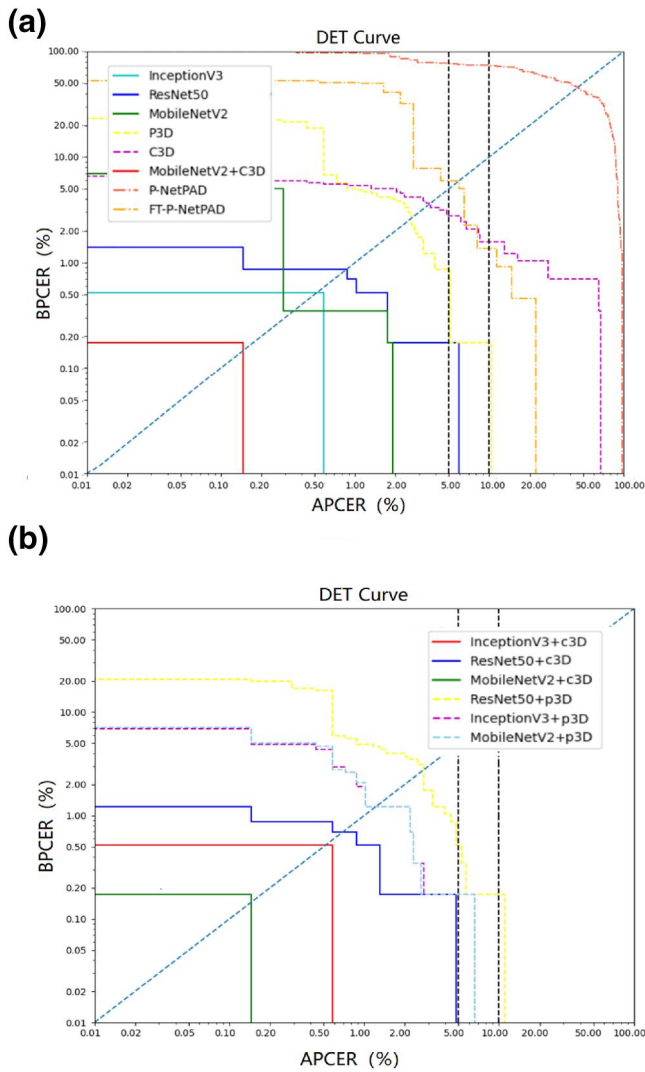 (a)
DET Curve
100.00
50.00
20.00
10.00
5.00
2.00
1.00
0.50
0.20
0.10
0.05
0.02
0.01
BPCER (%)
InceptionV3
ResNet50
MobileNetV2
P3D
C3D
MobileNetV2+C3D
P-NetPAD
FT-P-NetPAD
0.01 0.02 0.05 0.10 0.20 0.50 1.00 2.00 5.00 10.00 20.00 50.00 100.00
APCER (%)
(b)
DET Curve
100.00
50.00
20.00
10.00
5.00
2.00
1.00
0.50
0.20
0.10
0.05
0.02
0.01
BPCER (%)
InceptionV3+c3D
ResNet50+c3D
MobileNetV2+c3D
ResNet50+p3D
InceptionV3+p3D
MobileNetV2+p3D
0.01 0.02 0.05 0.10 0.20 0.50 1.00 2.00 5.00 10.00 20.00 50.00 100.00
APCER (%)